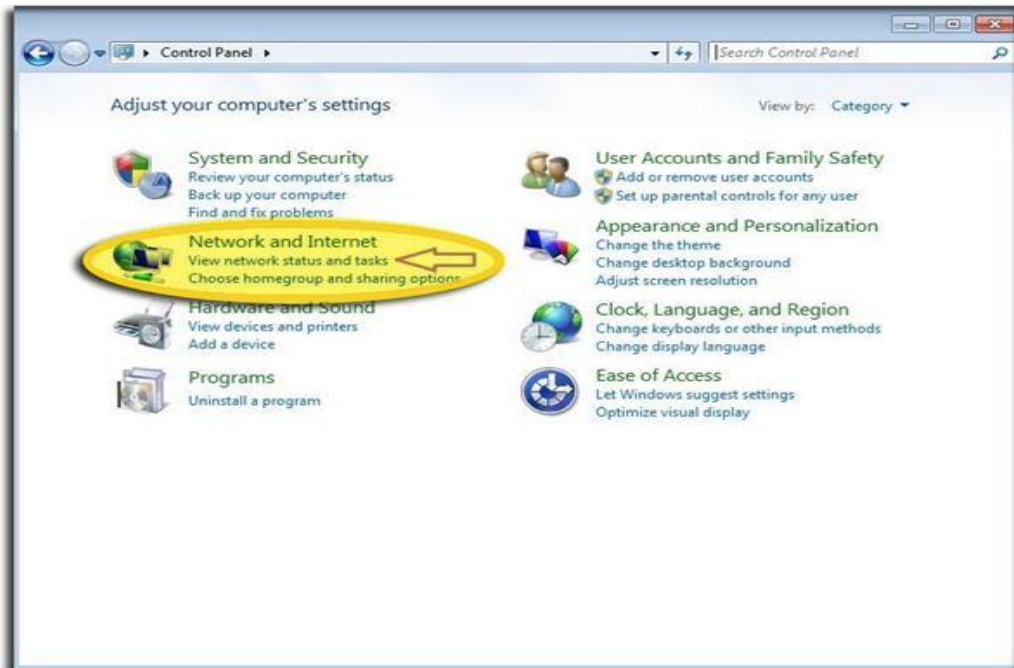 Control Panel
Search Control Panel
Adjust your computer's settings
View by: Category
System and Security
Review your computer's status
Back up your computer
Find and fix problems
Network and Internet
View network status and tasks
Choose homegroup and sharing options
Hardware and Sound
View devices and printers
Add a device
Programs
Uninstall a program
User Accounts and Family Safety
Add or remove user accounts
Set up parental controls for any user
Appearance and Personalization
Change the theme
Change desktop background
Adjust screen resolution
Clock, Language, and Region
Change keyboards or other input methods
Change display language
Ease of Access
Let Windows suggest settings
Optimize visual display